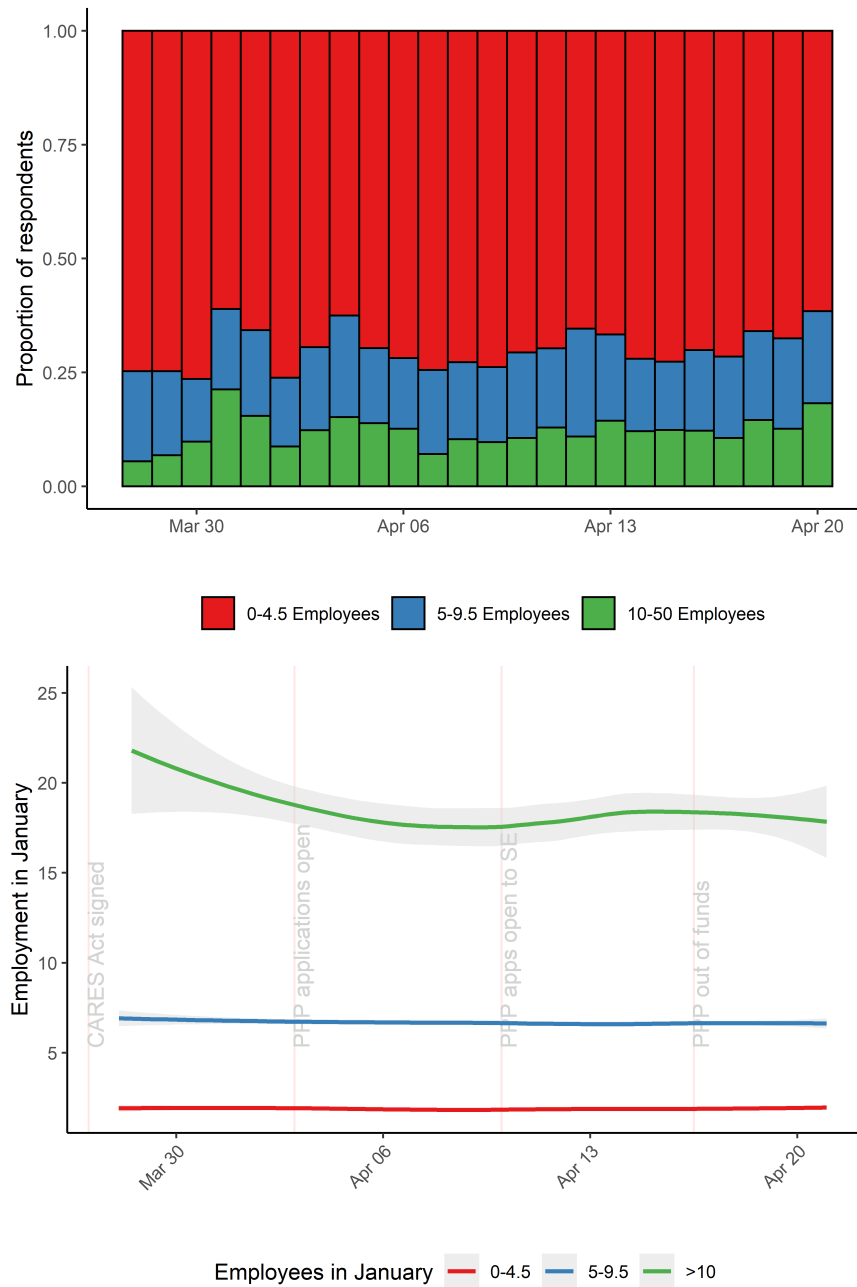 1.00
0.75
0.50
0.25
0.00
Proportion of respondents
Mar 30 Apr 06 Apr 13 Apr 20
0-4.5 Employees 5-9.5 Employees 10-50 Employees
25
20
15
10
5
Employment in January
CARES Act signed
PPP applications open
PPP apps open to SE
PPP out of funds
Mar 30 Apr 06 Apr 13 Apr 20
Employees in January 0-4.5 5-9.5 >10